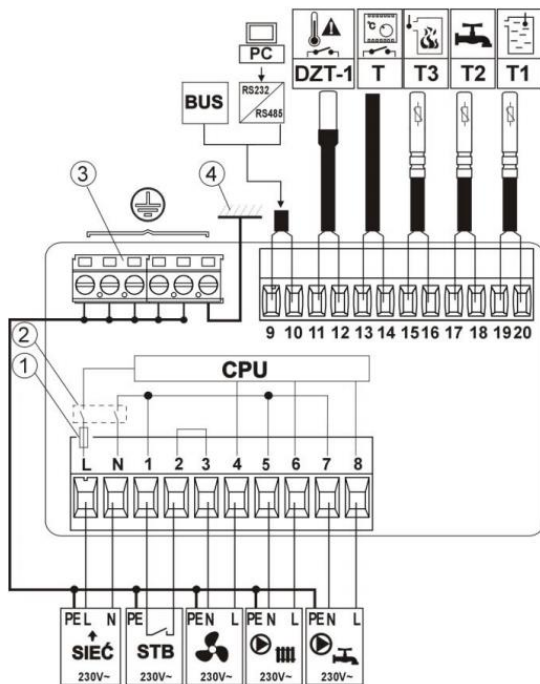 PC
RS232
RS485
BUS
°C
DZT-1 T T3 T2 T1
3
4
9 10 11 12 13 14 15 16 17 18 19 20
2
1
CPU
L N 1 2 3 4 5 6 7 8
PE L N PE PE N L PE N L PE N L
SIEĆ STB
230V~ 230V~ 230V~ 230V~ 230V~